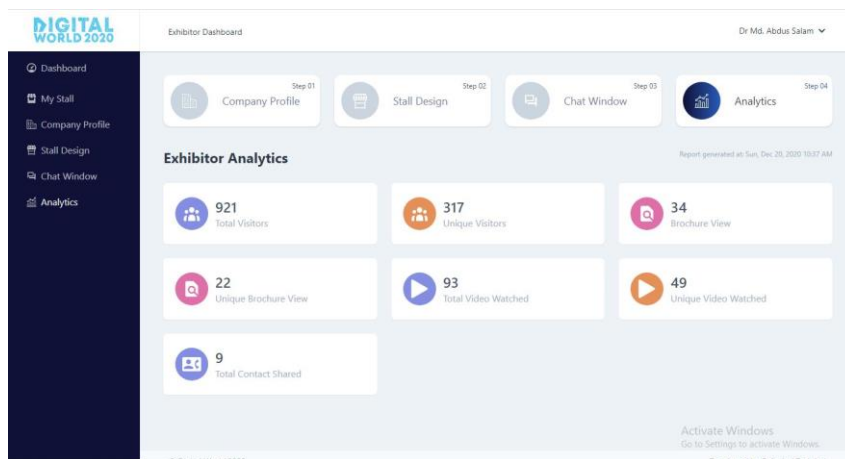 DIGITAL
WORLD 2020
Exhibitor Dashboard
Dr Md. Abdus Salam
Dashboard
My Stall
Company Profile
Stall Design
Chat Window
Analytics
Step 01
Company Profile
Step 02
Stall Design
Step 03
Chat Window
Step 04
Analytics
Exhibitor Analytics
Report generated at: Sun, Dec 20, 2020 10:37 AM
921
Total Visitors
317
Unique Visitors
34
Brochure View
22
Unique Brochure View
93
Total Video Watched
49
Unique Video Watched
9
Total Contact Shared
Activate Windows
Go to Settings to activate Windows.